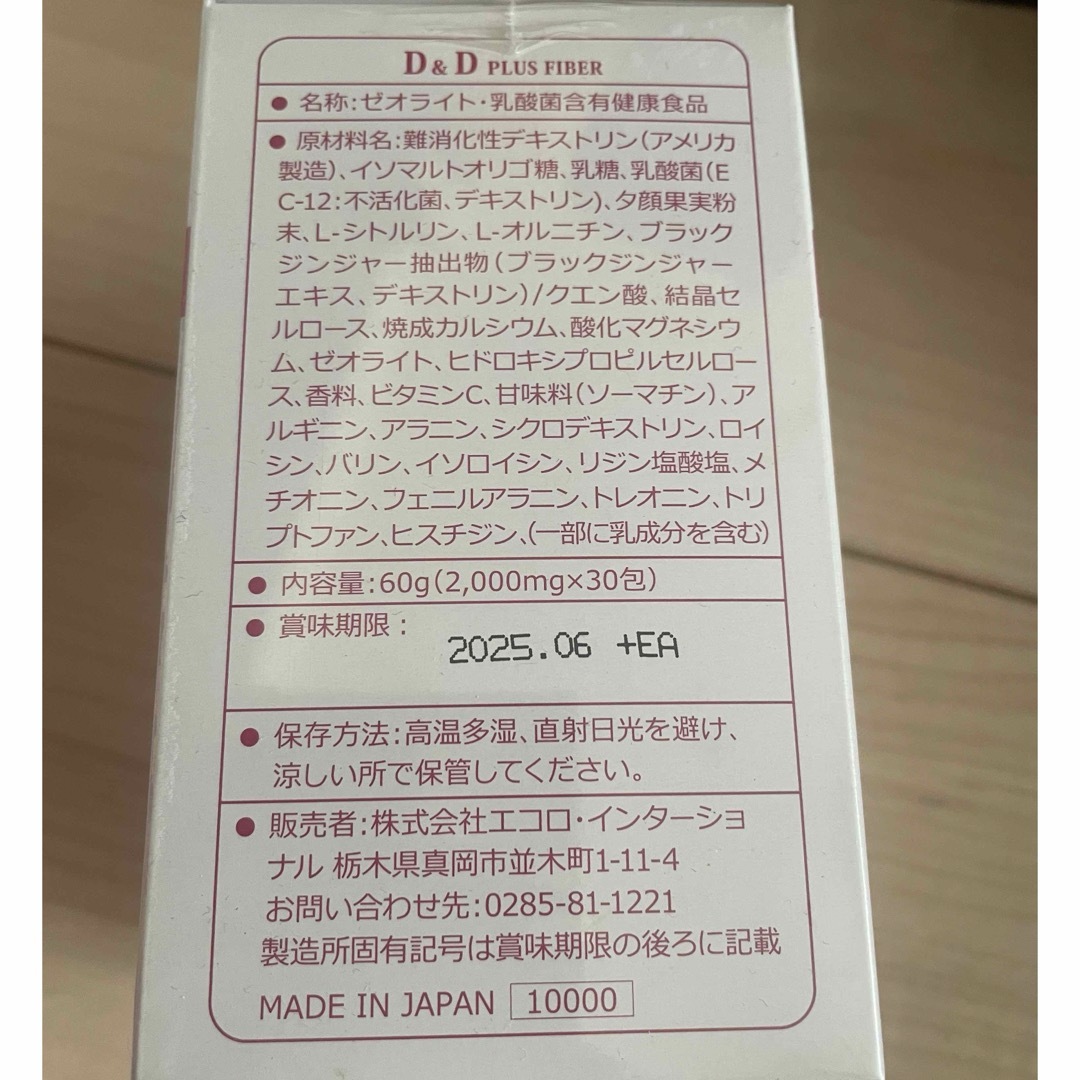 D & D PLUS FIBER
● 名称:ゼオライト・乳酸菌含有健康食品
● 原材料名:難消化性デキストリン(アメリカ
製造)、イソマルトオリゴ糖、乳糖、乳酸菌(E
C-12:不活化菌、デキストリン)、夕顔果実粉
末、L-シトルリン、L-オルニチン、ブラック
ジンジャー抽出物(ブラックジンジャー
エキス、デキストリン)/クエン酸、結晶セ
ルロース、焼成カルシウム、酸化マグネシウ
ム、ゼオライト、ヒドロキシプロピルセルロー
ス、香料、ビタミンC、甘味料(ソーマチン)、ア
ルギニン、アラニン、シクロデキストリン、ロイ
シン、バリン、イソロイシン、リジン塩酸塩、メ
チオニン、フェニルアラニン、トレオニン、トリ
プトファン、ヒスチジン、(一部に乳成分を含む)
● 内容量:60g(2,000mg×30包)
● 賞味期限:
2025.06 +EA
● 保存方法:高温多湿、直射日光を避け、
涼しい所で保管してください。
● 販売者:株式会社エコロ・インターショ
ナル 栃木県真岡市並木町1-11-4
お問い合わせ先:0285-81-1221
製造所固有記号は賞味期限の後ろに記載
MADE IN JAPAN 10000